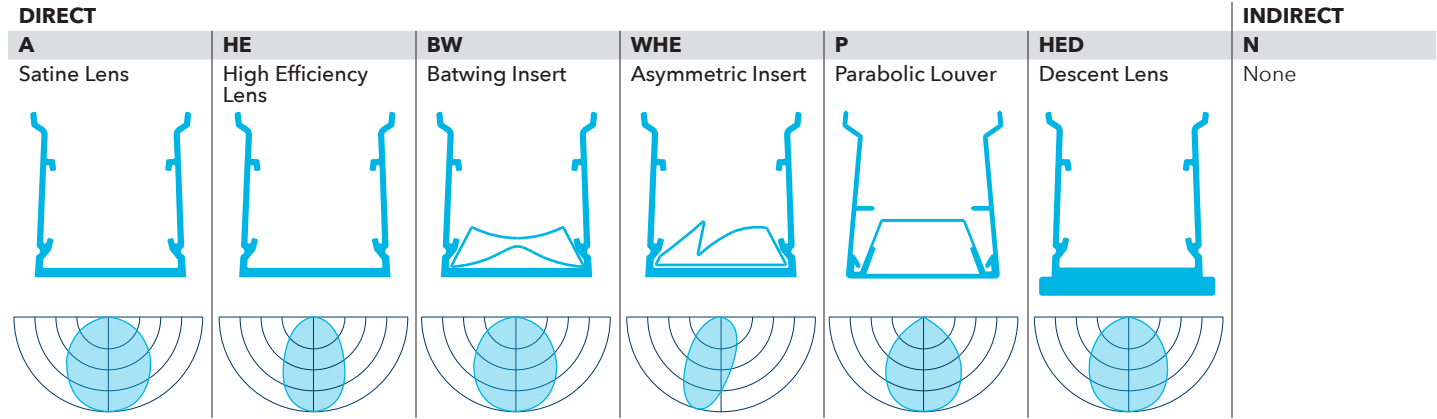 DIRECT
INDIRECT
A
HE
BW
WHE
P
HED
N
Satine Lens
High Efficiency
Lens
Batwing Insert
Asymmetric Insert
Parabolic Louver
Descent Lens
None